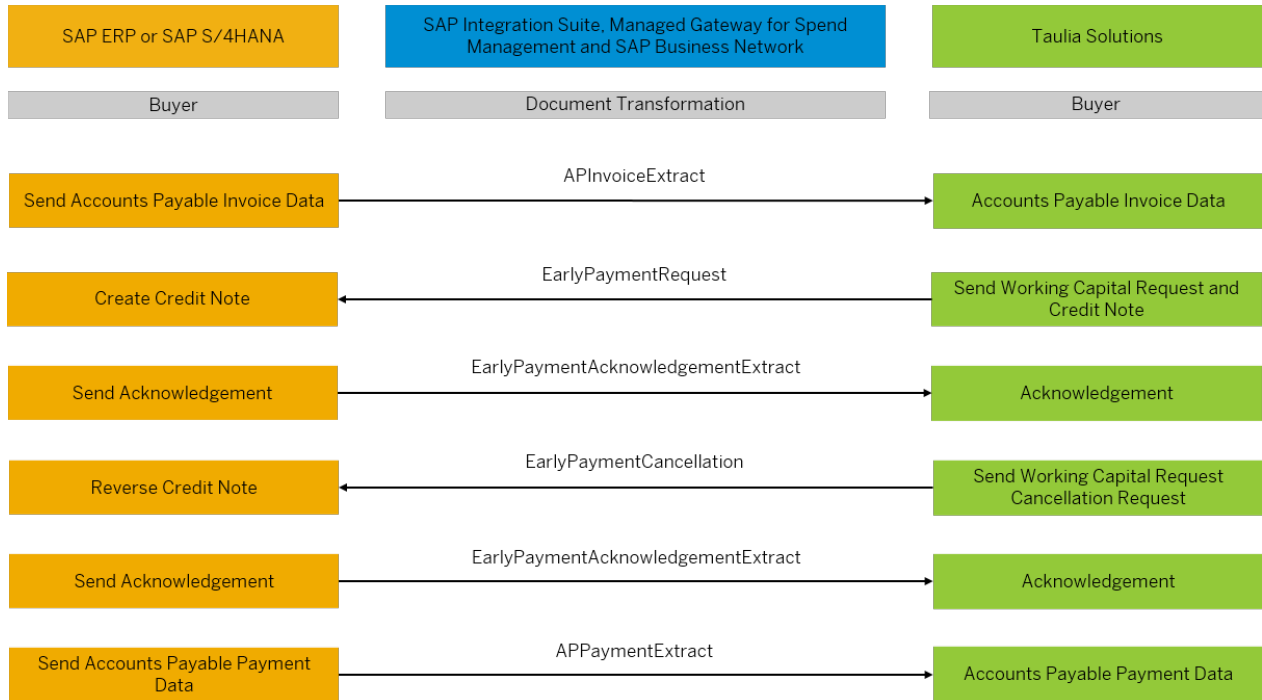 SAP ERP or SAP S/4HANA
SAP Integration Suite, Managed Gateway for Spend
Management and SAP Business Network
Taulia Solutions
Buyer
Document Transformation
Buyer
Send Accounts Payable Invoice Data
APInvoiceExtract
Accounts Payable Invoice Data
Create Credit Note
EarlyPaymentRequest
Send Working Capital Request and
Credit Note
Send Acknowledgement
EarlyPaymentAcknowledgementExtract
Acknowledgement
Reverse Credit Note
EarlyPaymentCancellation
Send Working Capital Request
Cancellation Request
Send Acknowledgement
EarlyPaymentAcknowledgementExtract
Acknowledgement
Send Accounts Payable Payment
Data
APPaymentExtract
Accounts Payable Payment Data